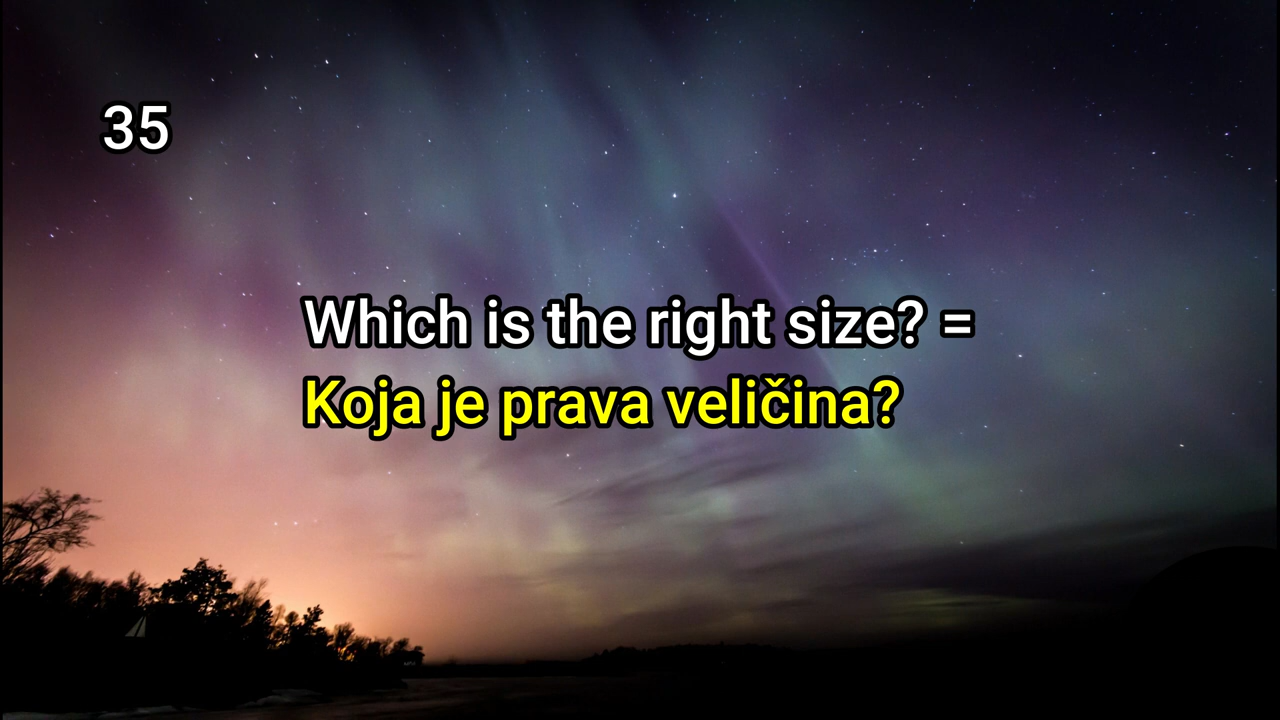 35
Which is the right size? =
Koja je prava veličina?